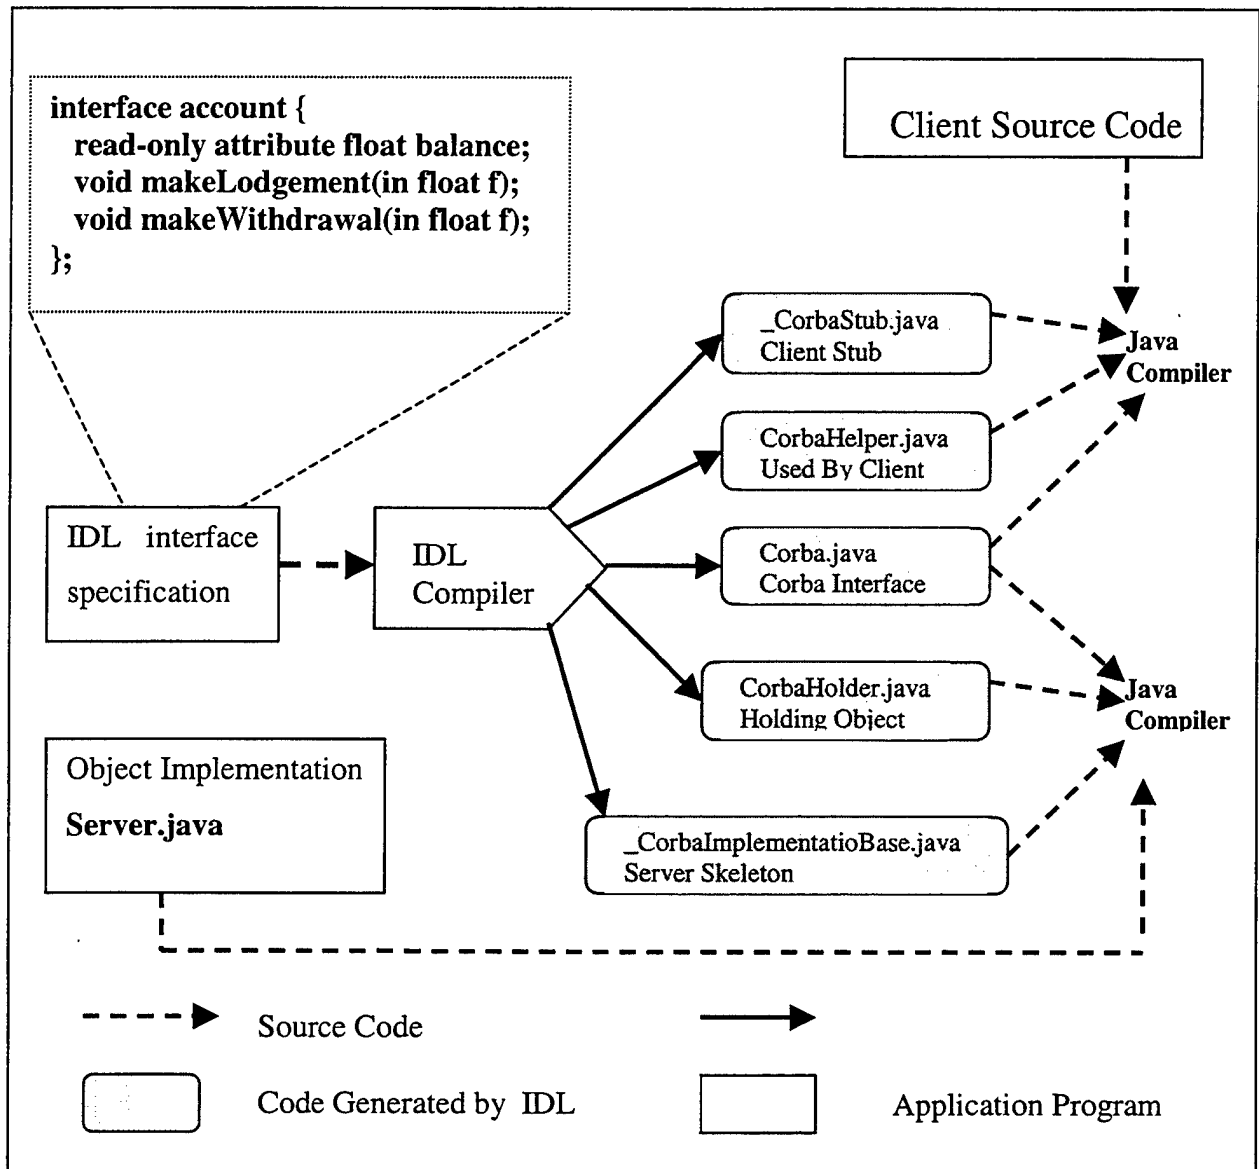 interface account {
read-only attribute float balance;
void makeLodgement(in float f);
void makeWithdrawal(in float f);
};
Client Source Code
_CorbaStub.java
Client Stub
Java
Compiler
CorbaHelper.java
Used By Client
IDL interface
specification
IDL
Compiler
Corba.java
Corba Interface
CorbaHolder.java
Holding Object
Java
Compiler
Object Implementation
Server.java
_CorbaImplementatioBase.java
Server Skeleton
Source Code
Code Generated by IDL
Application Program